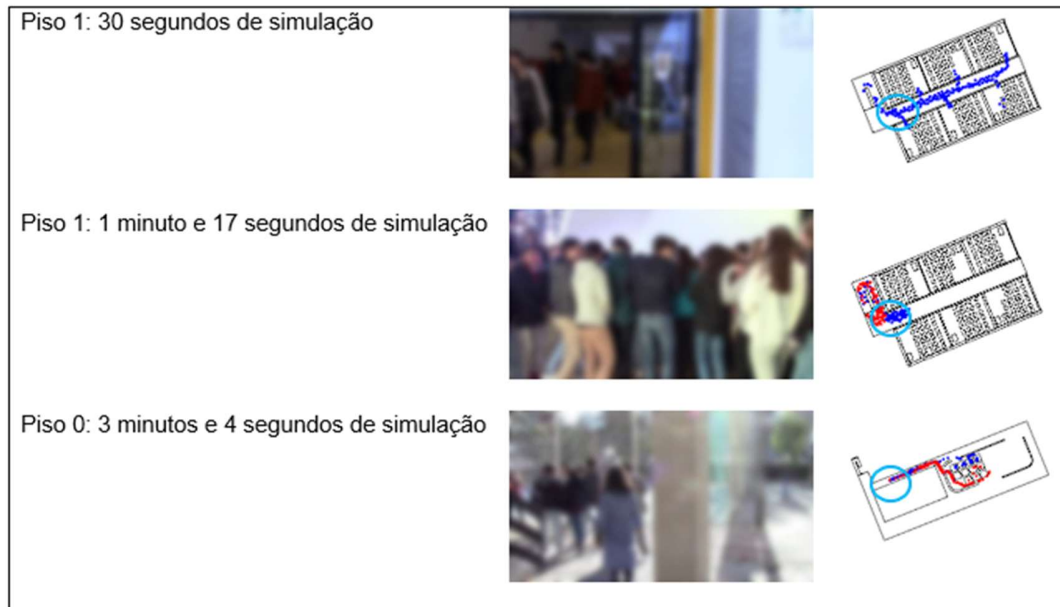 Piso 1: 30 segundos de simulação
Piso 1: 1 minuto e 17 segundos de simulação
Piso 0: 3 minutos e 4 segundos de simulação